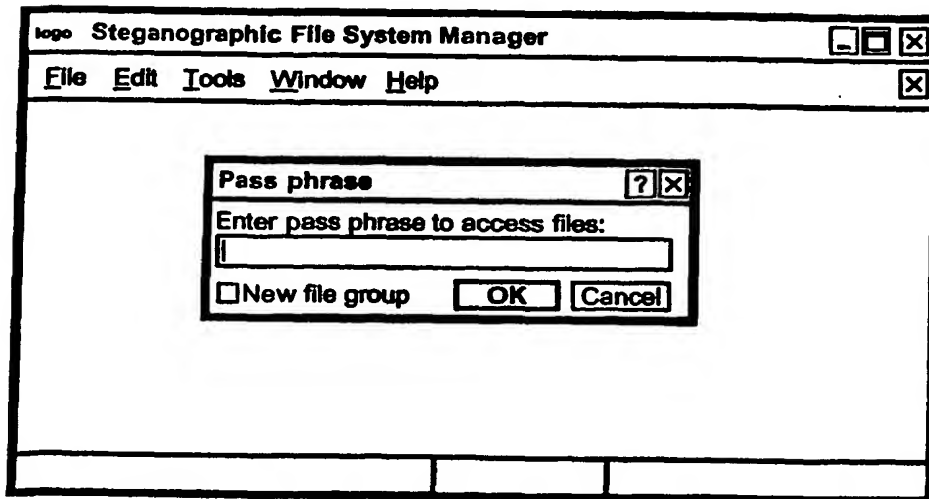 logo Steganographic File System Manager
File Edit Tools Window Help
Pass phrase
Enter pass phrase to access files:
New file group OK Cancel